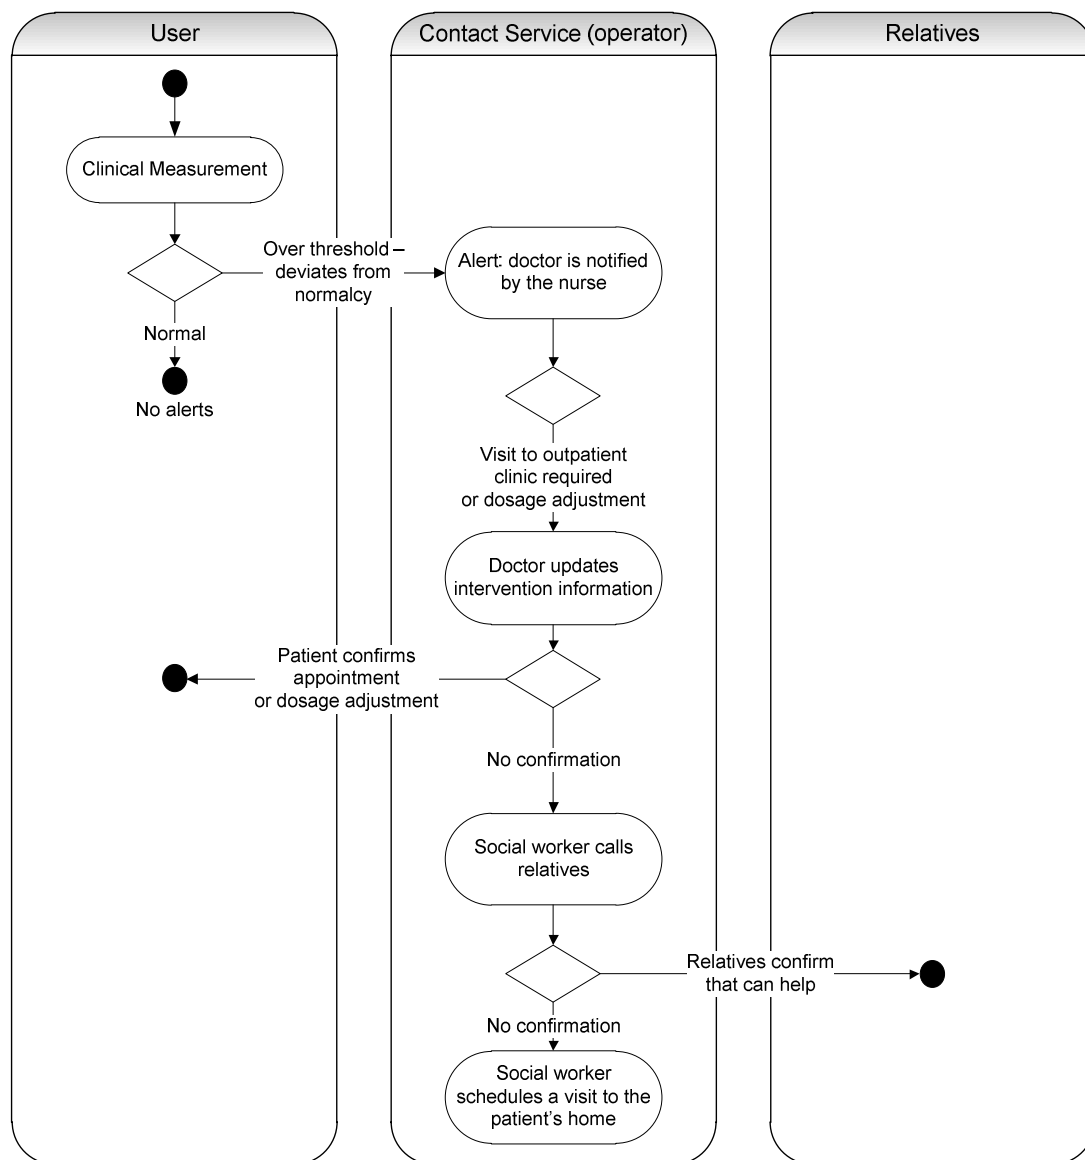 User
Contact Service (operator)
Relatives
Clinical Measurement
Over threshold –
deviates from
normalcy
Alert: doctor is notified
by the nurse
Normal
No alerts
Visit to outpatient
clinic required
or dosage adjustment
Doctor updates
intervention information
Patient confirms
appointment
or dosage adjustment
No confirmation
Social worker calls
relatives
Relatives confirm
that can help
No confirmation
Social worker
schedules a visit to the
patient's home